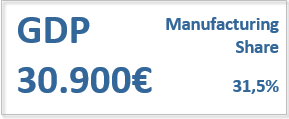 GDP
30.900€
Manufacturing
Share
31,5%